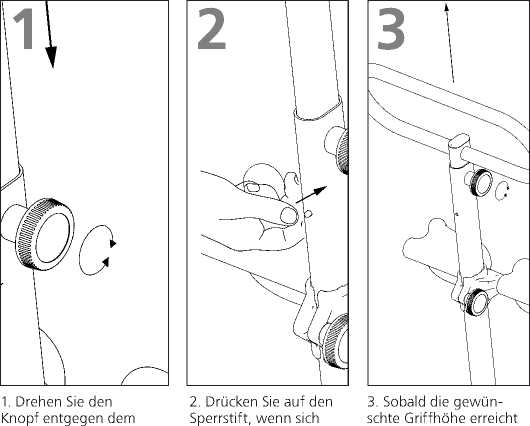 1
2
3
1. Drehen Sie den
Knopf entgegen dem
2. Drücken Sie auf den
Sperrstift, wenn sich
3. Sobald die gewün-
schte Griffhöhe erreicht